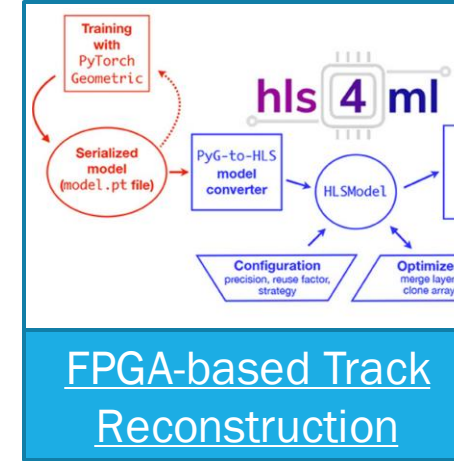 Training
with
PyTorch
Geometric
hls 4 ml
Serialized
model
(model.pt file)
PyG-to-HLS
model
converter
HLSModel
Configuration
precision, reuse factor,
strategy
Optimize
merge laye
clone array
FPGA-based Track
Reconstruction